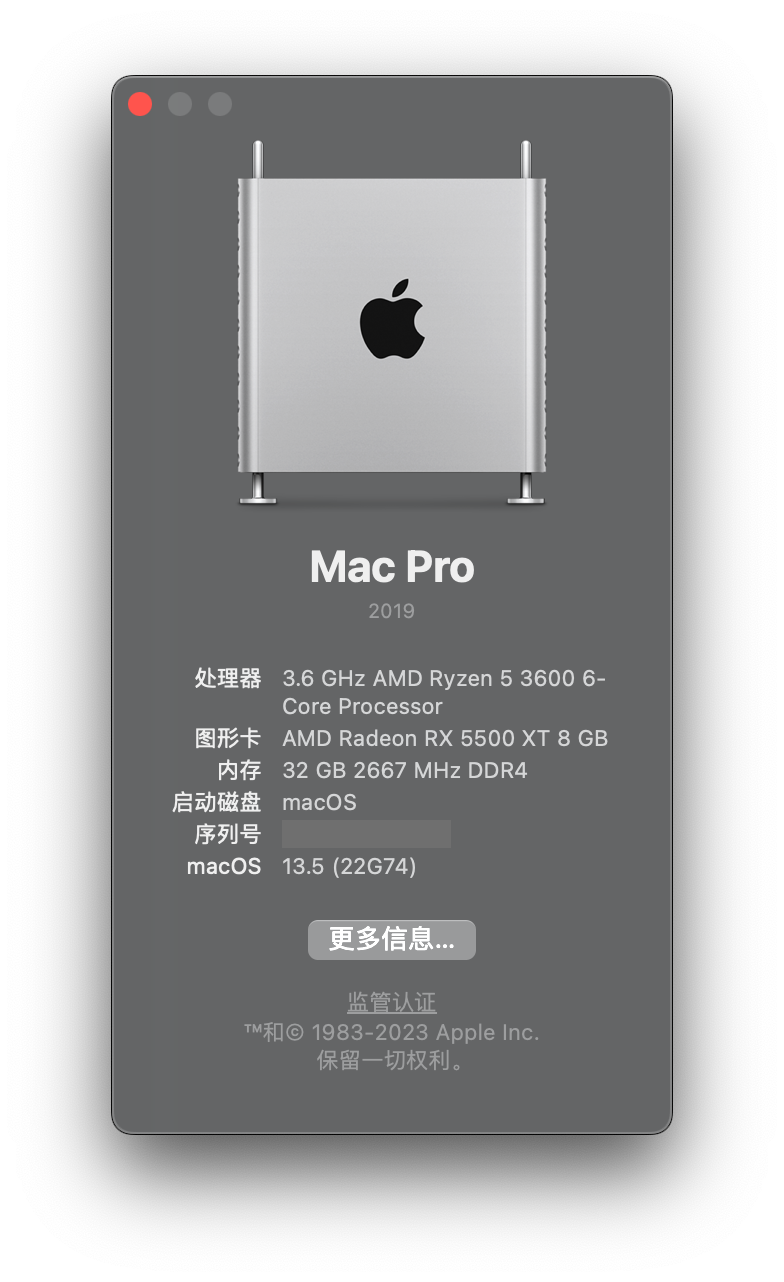 Mac Pro
2019
处理器 3.6 GHz AMD Ryzen 5 3600 6-
Core Processor
图形卡 AMD Radeon RX 5500 XT 8 GB
内存 32 GB 2667 MHz DDR4
启动磁盘 macOS
序列号
macOS 13.5 (22G74)
更多信息...
监管认证
™和© 1983-2023 Apple Inc.
保留一切权利。